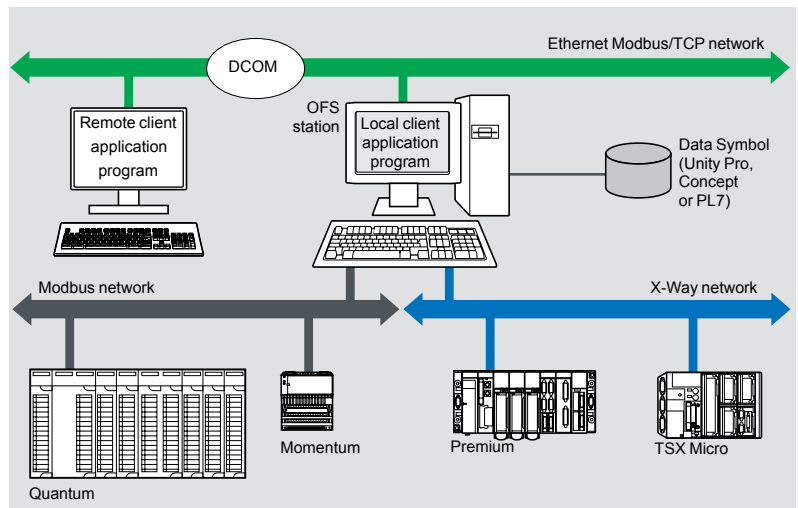 Ethernet Modbus/TCP network
DCOM
OFS
station
Remote client
application
program
Local client
application
program
Data Symbol
(Unity Pro,
Concept
or PL7)
Modbus network
X-Way network
Momentum
Premium
TSX Micro
Quantum